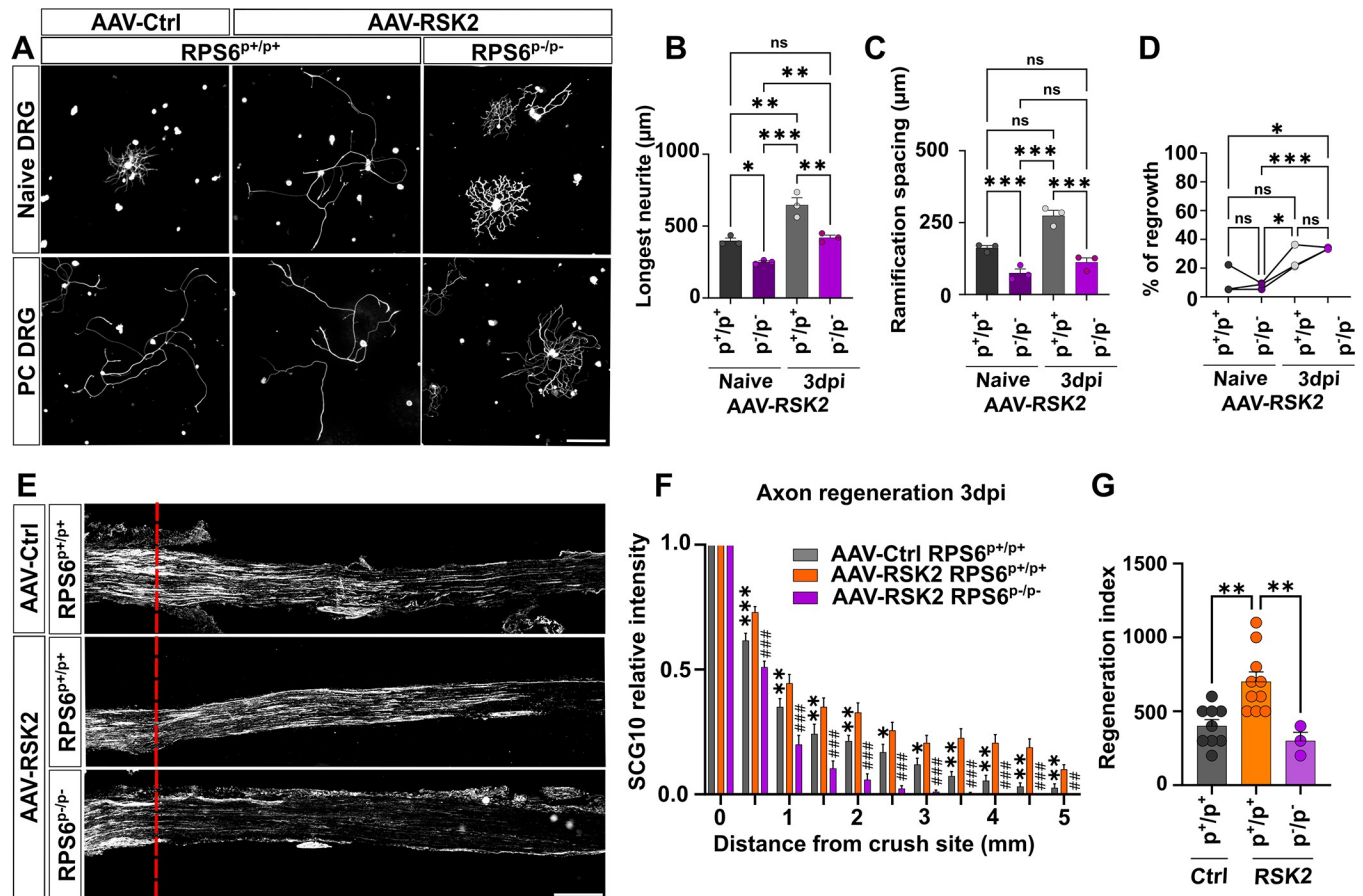 AAV-Ctrl
AAV-RSK2
A
RPS6p+/p+
RPS6p-/p-
Naive DRG
PC DRG
B
ns
**
**
***
*
**
Longest neurite (μm)
1000
500
0
p+/p+
p-/p-
p+/p+
p-/p-
Naive
3dpi
AAV-RSK2
C
ns
ns
ns
***
***
***
Ramification spacing (μm)
500
250
0
p+/p+
p-/p-
p+/p+
p-/p-
Naive
3dpi
AAV-RSK2
D
*
***
ns
ns
*
ns
% of regrowth
100
80
60
40
20
0
p+/p+
p-/p-
p+/p+
p-/p-
Naive
3dpi
AAV-RSK2
E
AAV-Ctrl
RPS6p+/p+
AAV-RSK2
RPS6p+/p+
RPS6p-/p-
F
Axon regeneration 3dpi
AAV-Ctrl RPS6p+/p+
AAV-RSK2 RPS6p+/p+
AAV-RSK2 RPS6p-/p-
SCG10 relative intensity
1.0
0.5
0.0
***
###
**
###
**
###
**
###
*
###
*
###
**
###
**
###
**
###
**
##
0
1
2
3
4
5
Distance from crush site (mm)
G
**
**
Regeneration index
1500
1000
500
0
p+/p+
p+/p+
p-/p-
Ctrl
RSK2